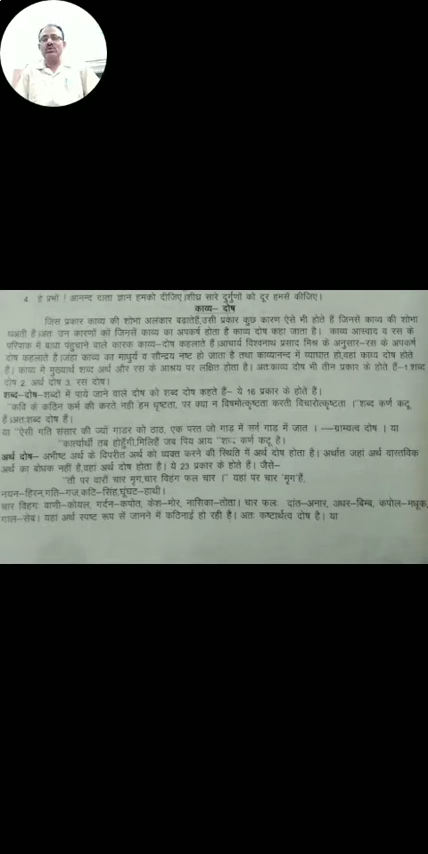 4. हे प्रभो ! आनन्द दाता ज्ञान हमको दीजिए।शीघ्र सारे दुर्गुणों को दूर हमसे कीजिए।
काव्य– दोष
जिस प्रकार काव्य की शोभा अलंकार बढातेहैं,उसी प्रकार कुछ कारण ऐसे भी होते हैं जिनसे काव्य की शोभा
घटती है।अतः उन कारणों को जिनसें काव्य का अपकर्ष होता है काव्य दोष कहा जाता है। काव्य आस्वाद व रस के
परिपाक में बाधा पंहुचाने वाले कारक काव्य–दोष कहलाते हैं।आचार्य विश्वनाथ प्रसाद मिश्र के अनुसार–रस के अपकर्ष
दोष कहलाते हैं।जंहा काव्य का माधुर्य व सौन्दर्य नष्ट हो जाता है तथा काव्यानन्द में व्याघात हो,वहां काव्य दोष होते
है। काव्य मे मुख्यार्थ शब्द अर्थ और रस के आश्रय पर लक्षित होता है। अतःकाव्य दोष भी तीन प्रकार के होते हैं–1.शब्द
दोष 2. अर्थ दोष 3. रस दोष।
शब्द–दोष–शब्दों में पाये जाने वाले दोष को शब्द दोष कहते हैं– ये 16 प्रकार के होते है।
"कवि के कठिन कर्म की करते नही हम धृष्टता, पर क्या न विषमोत्कृष्टता करती विचारोत्कृष्टता ।"शब्द कर्ण कटू
हैं।अतःशब्द दोष हैं।
या "ऐसी गति संसार की ज्यों गाडर को ठाठ, एक परत जो गाड़ में सर्ग गाड में जात । ––ग्राम्यत्व दोष । या
"कातर्यार्थी तब होहुँगी,मिलिहैं जब पिय आय "शब्द कर्ण कटू है।
अर्थ दोष– अभीष्ट अर्थ के विपरीत अर्थ को व्यक्त करने की स्थिति में अर्थ दोष होता है। अर्थात जहां अर्थ वास्तविक
अर्थ का बोधक नहीं है,वहां अर्थ दोष होता है। ये 23 प्रकार के होते है। जैसे–
"तौ पर वारौं चार मृग,चार विहंग फल चार ।" यहां पर चार 'मृग'हैं,
नयन–हिरन,गति–गज,कटि–सिंह,घूंघट–हाथी।
चार विहगः वाणी–कोयल, गर्दन–कपोत, केश–मोर, नासिका–तोता। चार फलः दांत–अनार, अधर–बिम्ब, कपोल–मधूक,
गाल–सेब। यहां अर्थ स्पष्ट रूप से जानने में कठिनाई हो रही है। अतः कष्टार्थत्व दोष है। या